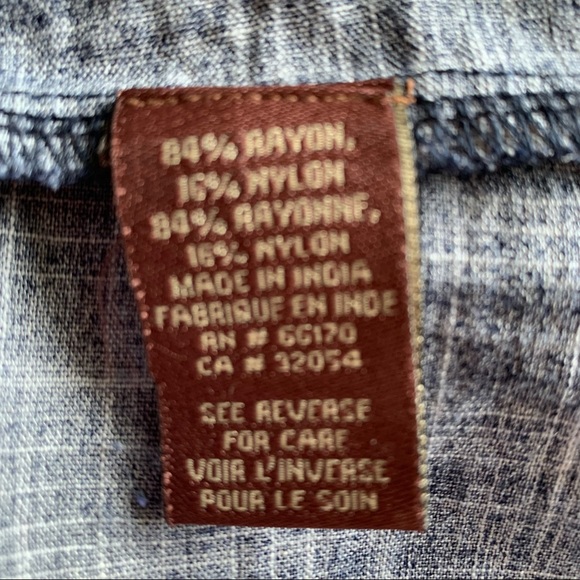 84% RAYON,
16% NYLON
84% RAYONNE,
16% NYLON
MADE IN INDIA
FABRIQUE EN INDE
RN # 66170
CA # 32054
SEE REVERSE
FOR CARE
VOIR L'INVERSE
POUR LE SOIN